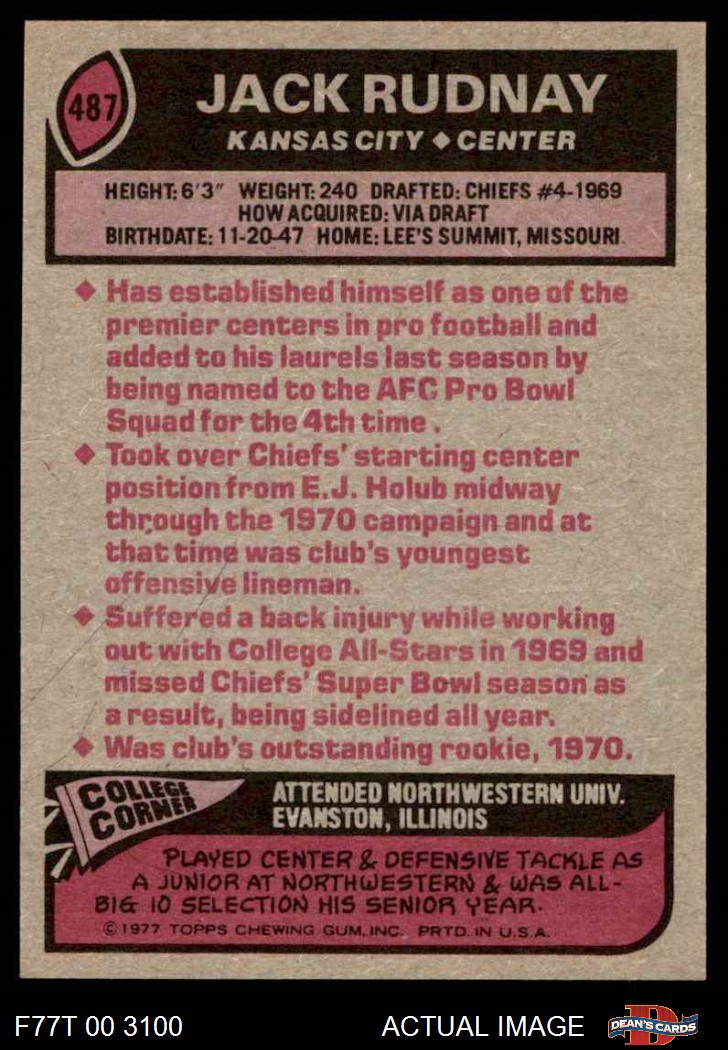 487
JACK RUDNAY
KANSAS CITY ◆ CENTER
HEIGHT: 6'3" WEIGHT: 240 DRAFTED: CHIEFS #4-1969
HOW ACQUIRED: VIA DRAFT
BIRTHDATE: 11-20-47 HOME: LEE'S SUMMIT, MISSOURI
◆ Has established himself as one of the
premier centers in pro football and
added to his laurels last season by
being named to the AFC Pro Bowl
Squad for the 4th time.
◆ Took over Chiefs' starting center
position from E.J. Holub midway
through the 1970 campaign and at
that time was club's youngest
offensive lineman.
◆ Suffered a back injury while working
out with College All-Stars in 1969 and
missed Chiefs' Super Bowl season as
a result, being sidelined all year.
◆ Was club's outstanding rookie, 1970.
COLLEGE
CORNER
ATTENDED NORTHWESTERN UNIV.
EVANSTON, ILLINOIS
PLAYED CENTER & DEFENSIVE TACKLE AS
A JUNIOR AT NORTHWESTERN & WAS ALL-
BIG 10 SELECTION HIS SENIOR YEAR.
© 1977 TOPPS CHEWING GUM, INC. PRTD. IN U.S.A.
F77T 00 3100
ACTUAL IMAGE
D
DEAN'S CARDS